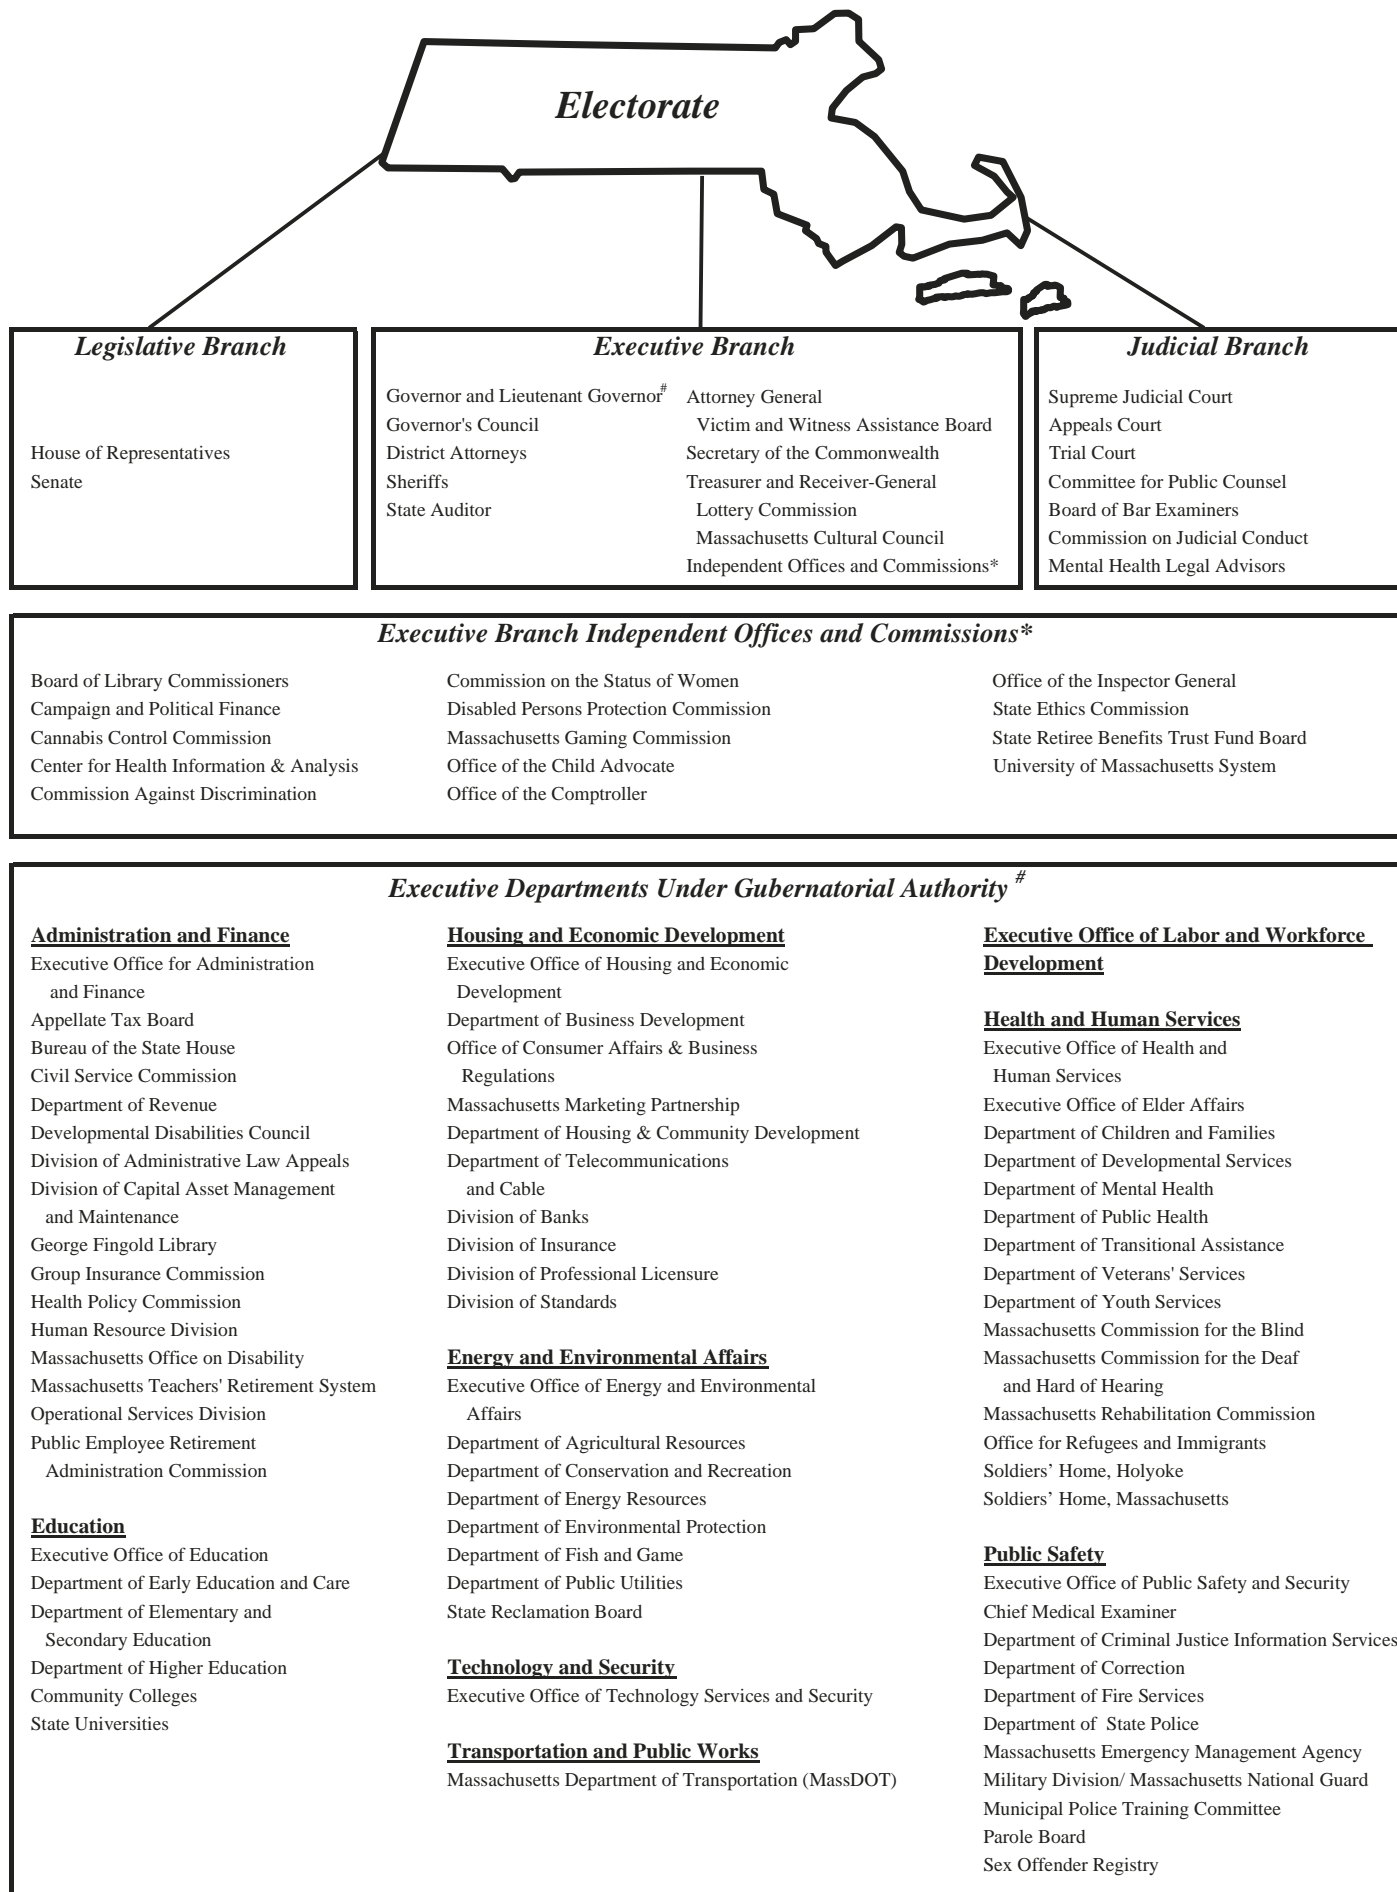 Electorate
Legislative Branch
House of Representatives
Senate
Executive Branch
Governor and Lieutenant Governor#
Governor's Council
District Attorneys
Sheriffs
State Auditor
Attorney General
Victim and Witness Assistance Board
Secretary of the Commonwealth
Treasurer and Receiver-General
Lottery Commission
Massachusetts Cultural Council
Independent Offices and Commissions*
Judicial Branch
Supreme Judicial Court
Appeals Court
Trial Court
Committee for Public Counsel
Board of Bar Examiners
Commission on Judicial Conduct
Mental Health Legal Advisors
Executive Branch Independent Offices and Commissions*
Board of Library Commissioners
Campaign and Political Finance
Cannabis Control Commission
Center for Health Information & Analysis
Commission Against Discrimination
Commission on the Status of Women
Disabled Persons Protection Commission
Massachusetts Gaming Commission
Office of the Child Advocate
Office of the Comptroller
Office of the Inspector General
State Ethics Commission
State Retiree Benefits Trust Fund Board
University of Massachusetts System
Executive Departments Under Gubernatorial Authority #
Administration and Finance
Executive Office for Administration
and Finance
Appellate Tax Board
Bureau of the State House
Civil Service Commission
Department of Revenue
Developmental Disabilities Council
Division of Administrative Law Appeals
Division of Capital Asset Management
and Maintenance
George Fingold Library
Group Insurance Commission
Health Policy Commission
Human Resource Division
Massachusetts Office on Disability
Massachusetts Teachers' Retirement System
Operational Services Division
Public Employee Retirement
Administration Commission
Education
Executive Office of Education
Department of Early Education and Care
Department of Elementary and
Secondary Education
Department of Higher Education
Community Colleges
State Universities
Housing and Economic Development
Executive Office of Housing and Economic
Development
Department of Business Development
Office of Consumer Affairs & Business
Regulations
Massachusetts Marketing Partnership
Department of Housing & Community Development
Department of Telecommunications
and Cable
Division of Banks
Division of Insurance
Division of Professional Licensure
Division of Standards
Energy and Environmental Affairs
Executive Office of Energy and Environmental
Affairs
Department of Agricultural Resources
Department of Conservation and Recreation
Department of Energy Resources
Department of Environmental Protection
Department of Fish and Game
Department of Public Utilities
State Reclamation Board
Technology and Security
Executive Office of Technology Services and Security
Transportation and Public Works
Massachusetts Department of Transportation (MassDOT)
Executive Office of Labor and Workforce
Development
Health and Human Services
Executive Office of Health and
Human Services
Executive Office of Elder Affairs
Department of Children and Families
Department of Developmental Services
Department of Mental Health
Department of Public Health
Department of Transitional Assistance
Department of Veterans' Services
Department of Youth Services
Massachusetts Commission for the Blind
Massachusetts Commission for the Deaf
and Hard of Hearing
Massachusetts Rehabilitation Commission
Office for Refugees and Immigrants
Soldiers’ Home, Holyoke
Soldiers’ Home, Massachusetts
Public Safety
Executive Office of Public Safety and Security
Chief Medical Examiner
Department of Criminal Justice Information Services
Department of Correction
Department of Fire Services
Department of State Police
Massachusetts Emergency Management Agency
Military Division/ Massachusetts National Guard
Municipal Police Training Committee
Parole Board
Sex Offender Registry